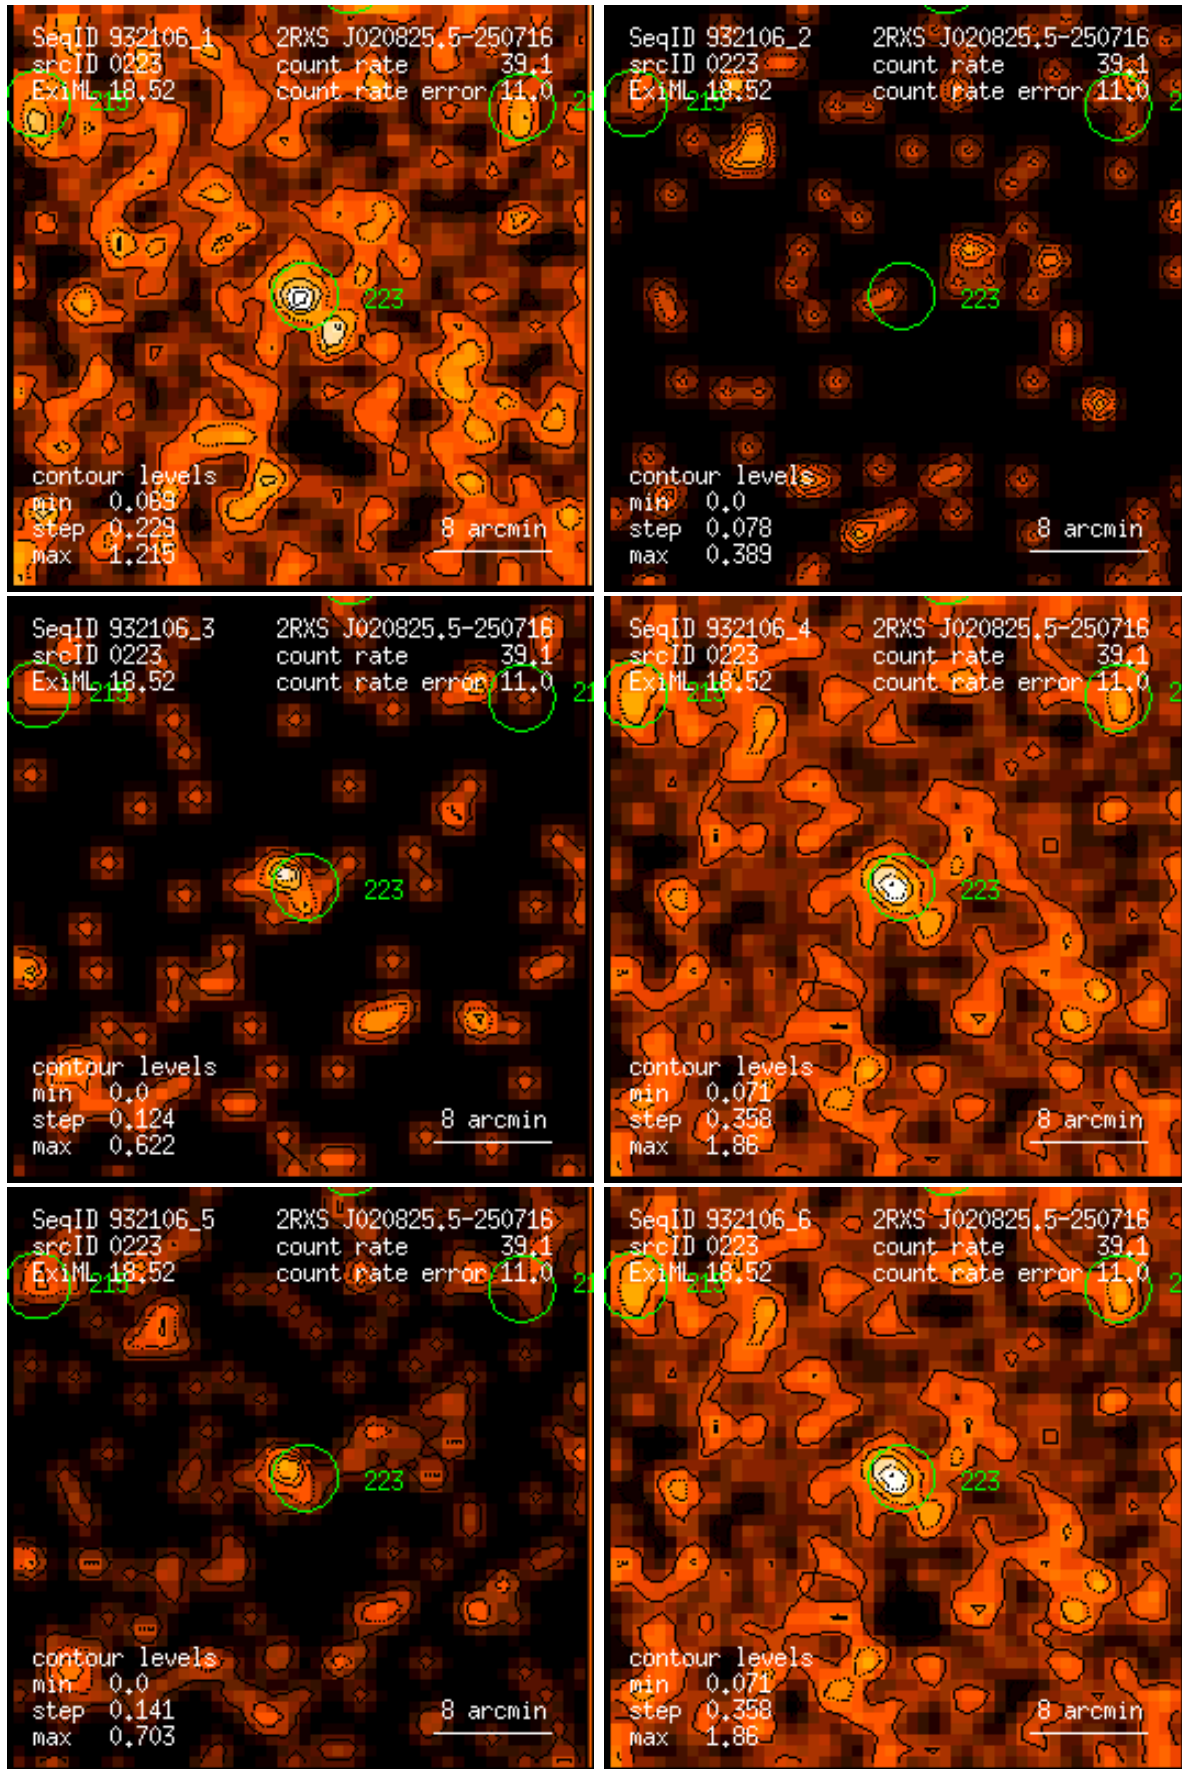 SeqID 932106_1 2RXS J020825.5-250716
srcID 0223 count rate 39.1
ExiML 18.52 count rate error 11.0
215 21
223
contour levels
min 0.069
step 0.229 8 arcmin
max 1.215
SeqID 932106_2 2RXS J020825.5-250716
srcID 0223 count rate 39.1
ExiML 18.52 count rate error 11.0
215 2
223
contour levels
min 0.0
step 0.078 8 arcmin
max 0.389
SeqID 932106_3 2RXS J020825.5-250716
srcID 0223 count rate 39.1
ExiML 18.52 count rate error 11.0
215 21
223
contour levels
min 0.0
step 0.124 8 arcmin
max 0.622
SeqID 932106_4 2RXS J020825.5-250716
srcID 0223 count rate 39.1
ExiML 18.52 count rate error 11.0
215 2
223
contour levels
min 0.071
step 0.358 8 arcmin
max 1.86
SeqID 932106_5 2RXS J020825.5-250716
srcID 0223 count rate 39.1
ExiML 18.52 count rate error 11.0
215 21
223
contour levels
min 0.0
step 0.141 8 arcmin
max 0.703
SeqID 932106_6 2RXS J020825.5-250716
srcID 0223 count rate 39.1
ExiML 18.52 count rate error 11.0
215 2
223
contour levels
min 0.071
step 0.358 8 arcmin
max 1.86